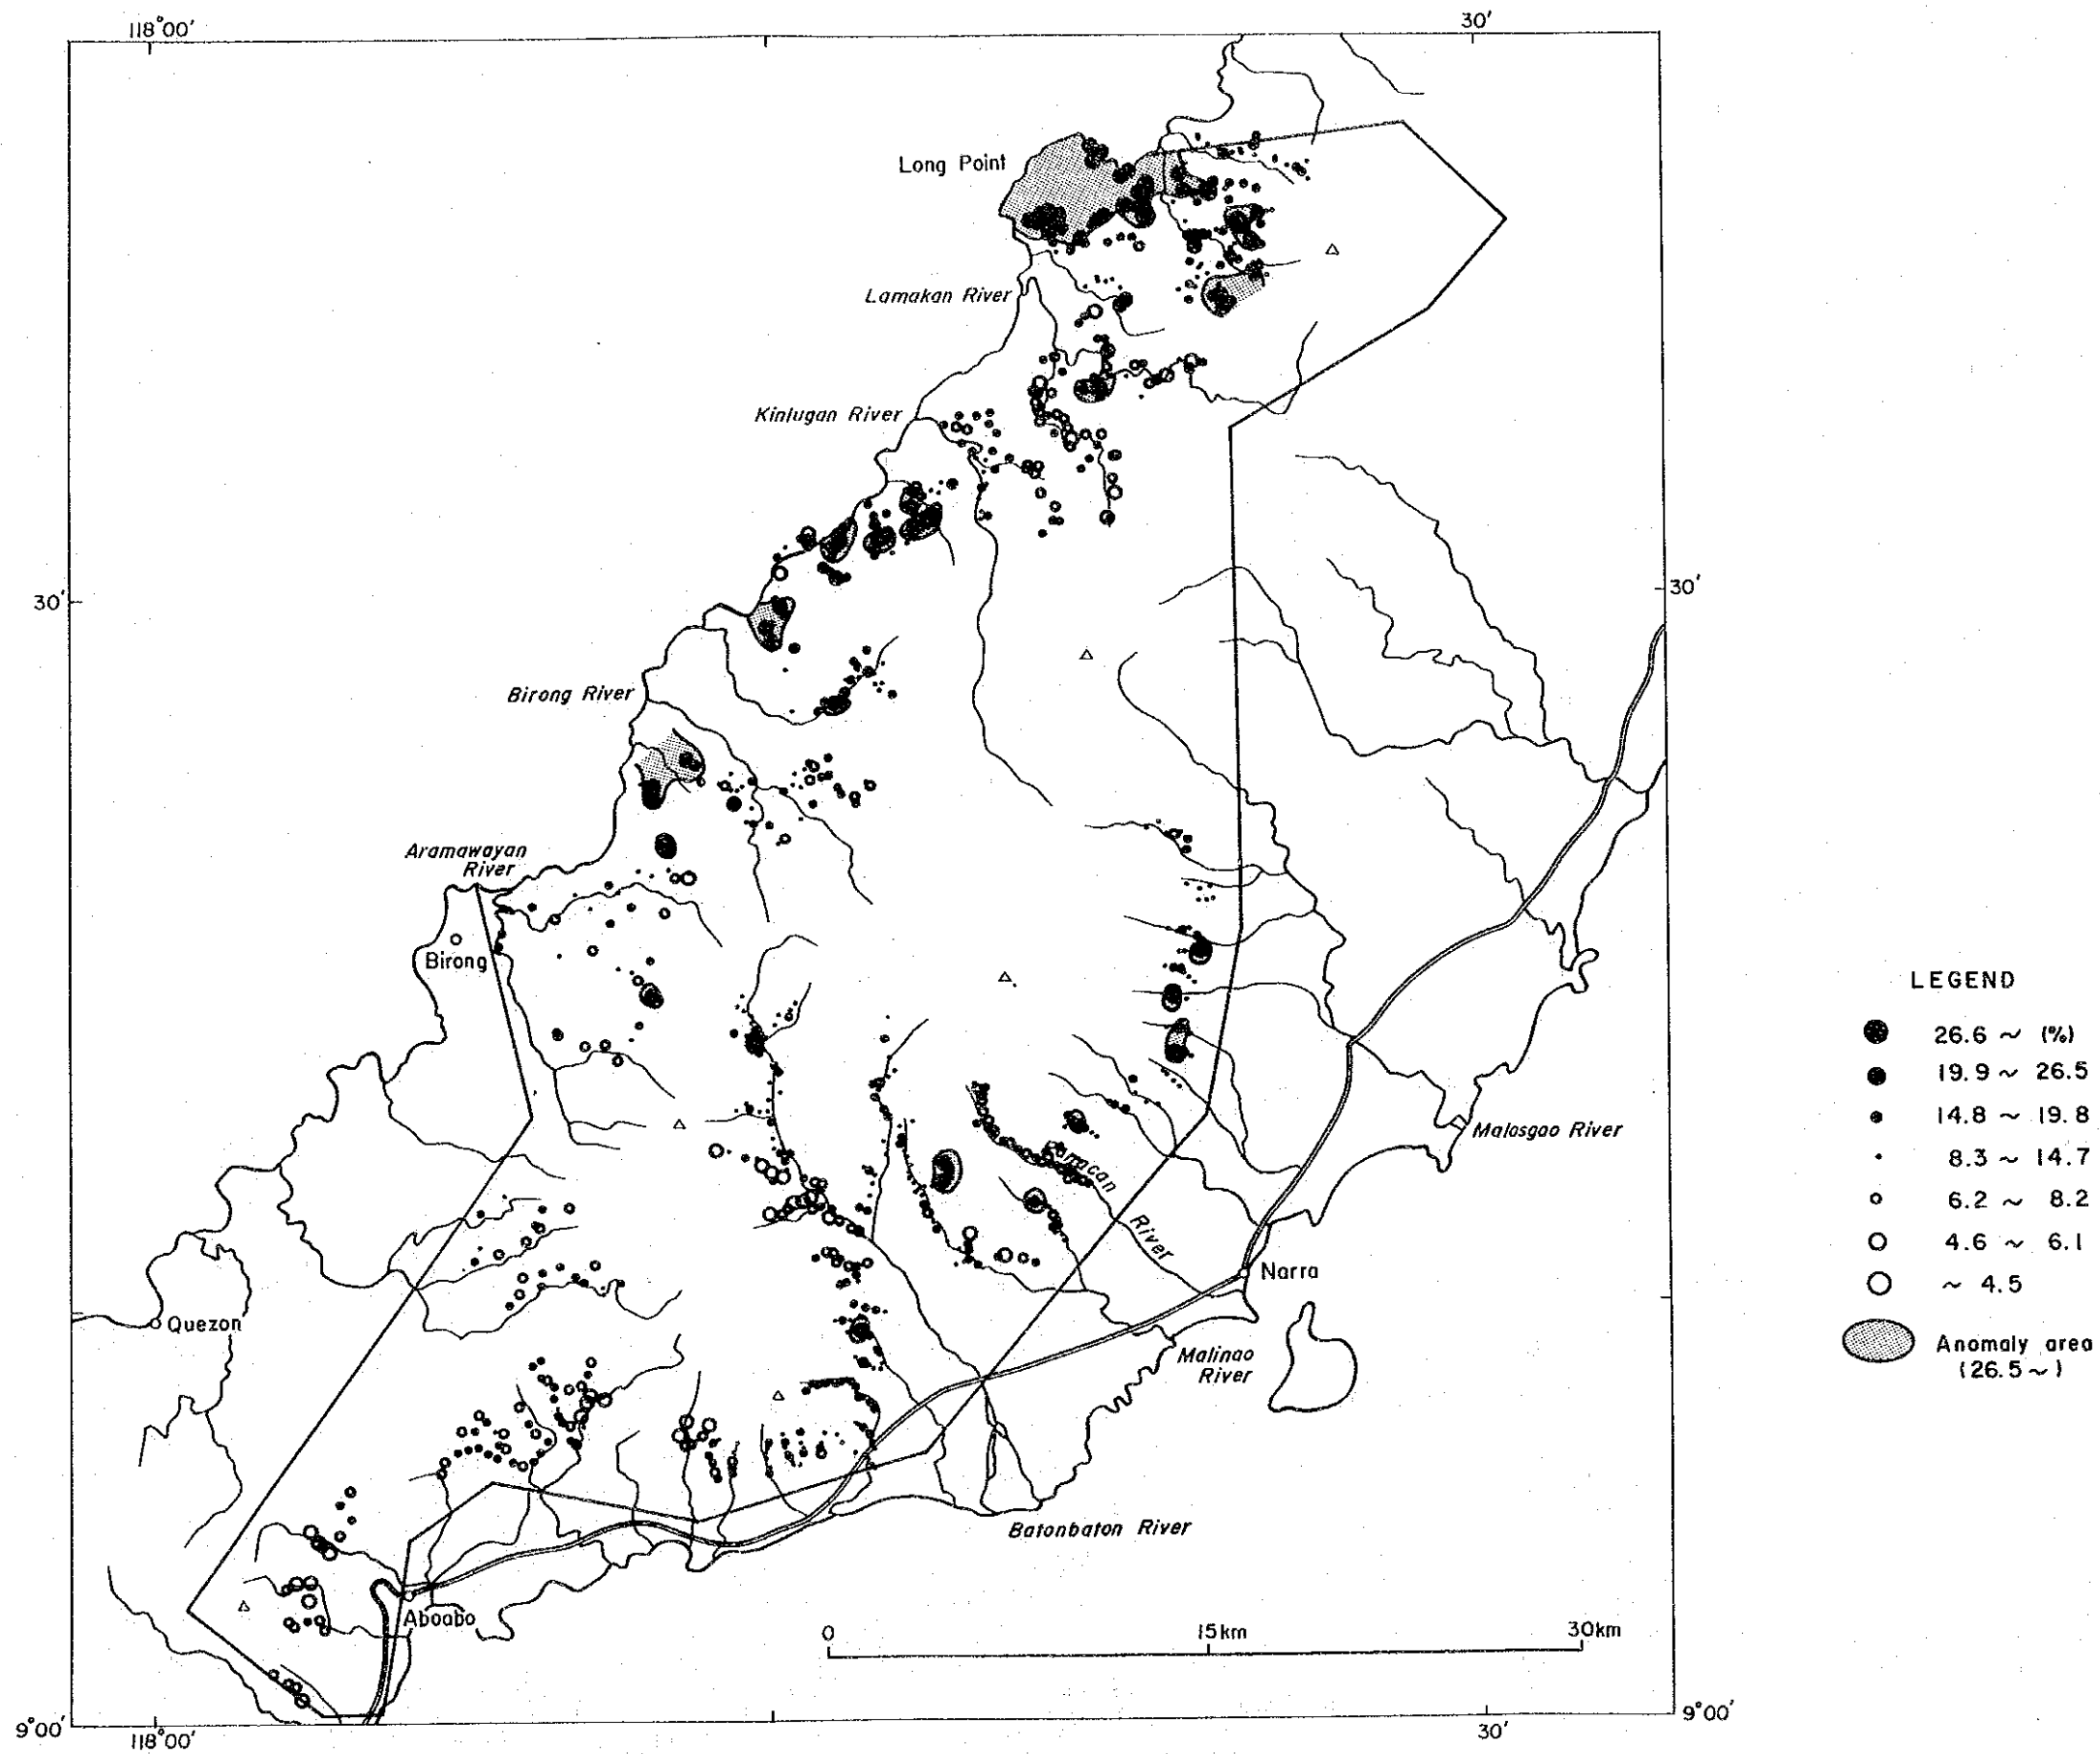 118°00'
30'
Long Point
Lamakan River
Kinlugan River
30'
30'
Birong River
Aramawayan
River
Birong
LEGEND
26.6 ~ (%)
19.9 ~ 26.5
14.8 ~ 19.8
8.3 ~ 14.7
6.2 ~ 8.2
4.6 ~ 6.1
~ 4.5
Anomaly area
(26.5 ~)
Malasgao River
River
Narra
Quezon
Malinao
River
Batonbaton River
Aboabo
0
15km
30km
9°00'
118°00'
30'
9°00'